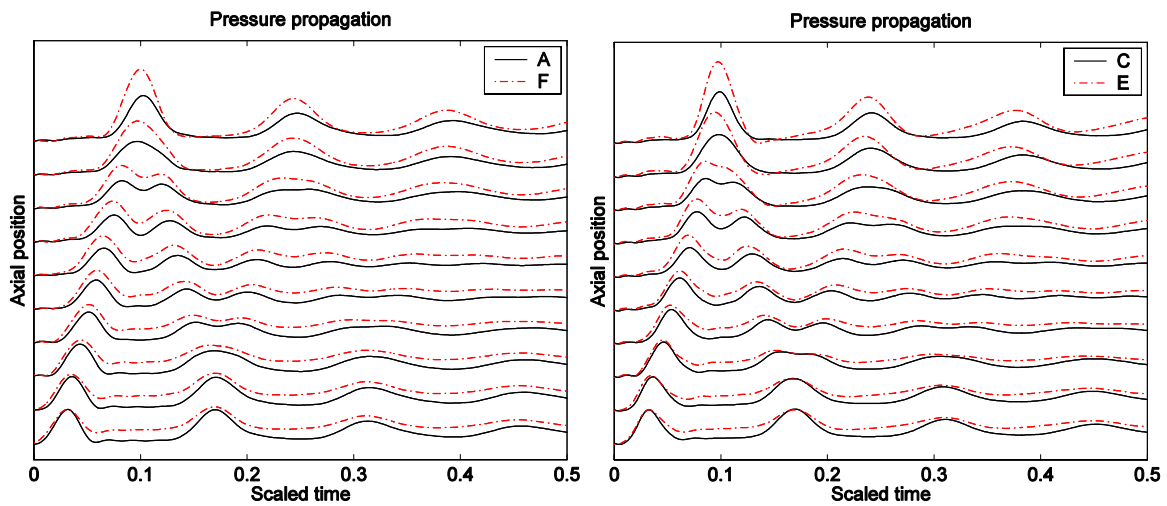 Pressure propagation
A
F
Axial position
0 0.1 0.2 0.3 0.4 0.5
Scaled time
Pressure propagation
C
E
Axial position
0 0.1 0.2 0.3 0.4 0.5
Scaled time